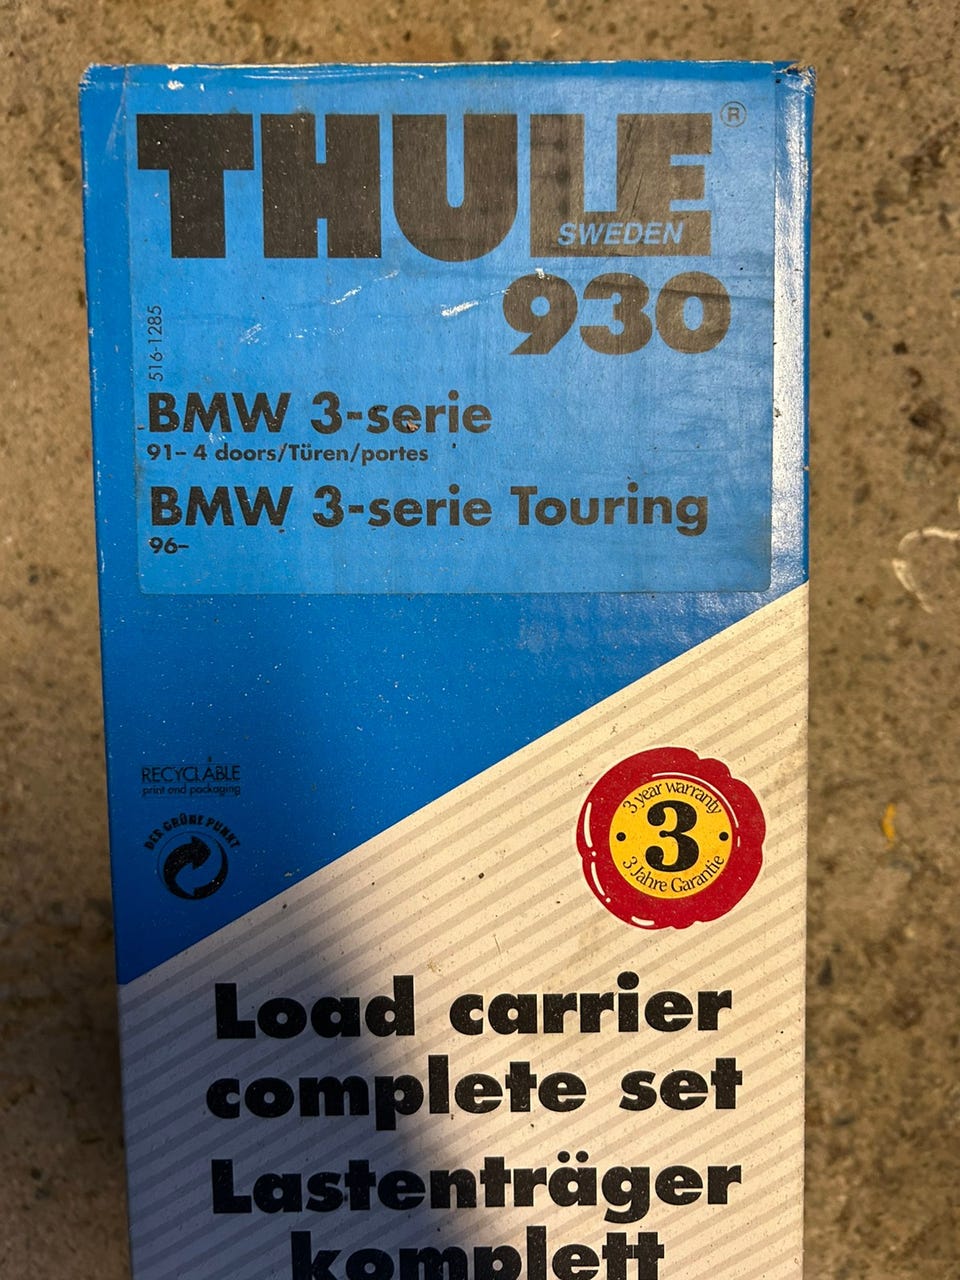 THULE®
SWEDEN
930
516-1285
BMW 3-serie
91– 4 doors/Türen/portes
BMW 3-serie Touring
96–
RECYCLABLE
print and packaging
DER GRÜNE PUNKT
3 year warranty
3
3 Jahre Garantie
Load carrier
complete set
Lastenträger
komplett